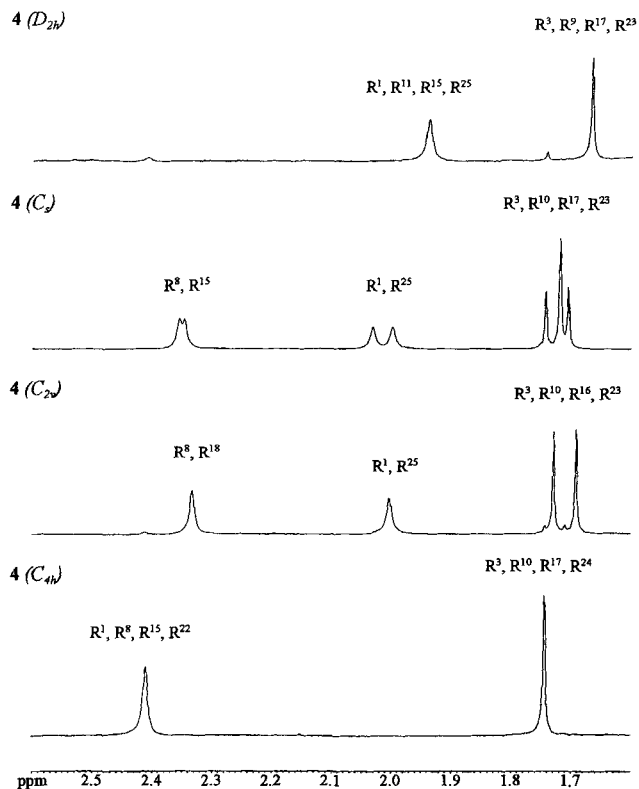 4 (D2h)
R3, R9, R17, R23
R1, R11, R15, R25
4 (Cs)
R3, R10, R17, R23
R8, R15
R1, R25
4 (C2v)
R3, R10, R16, R23
R8, R18
R1, R25
4 (C4h)
R3, R10, R17, R24
R1, R8, R15, R22
ppm 2.5 2.4 2.3 2.2 2.1 2.0 1.9 1.8 1.7